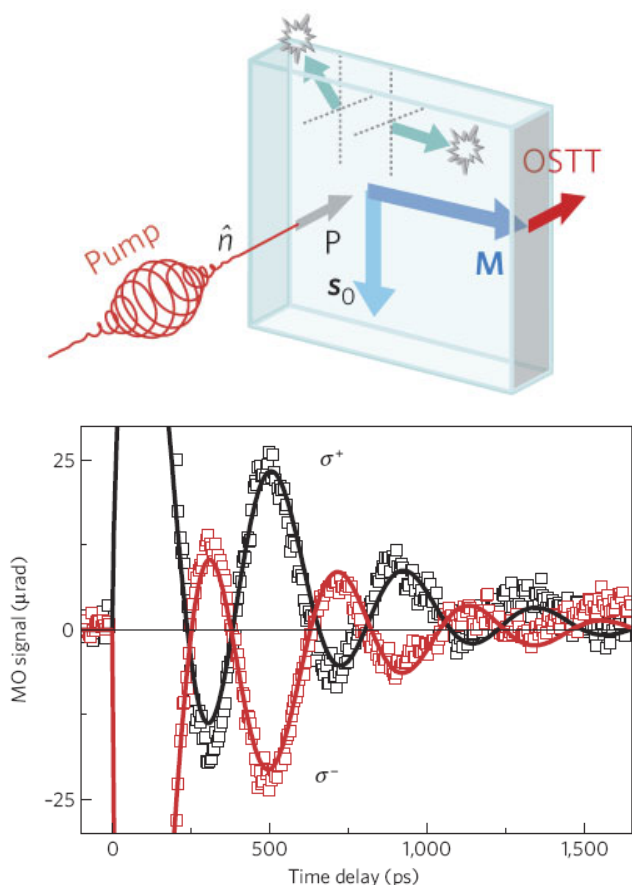 OSTT
Pump
n̂
P
M
s₀
25
σ⁺
MO signal (µrad)
0
σ⁻
−25
0
500
1,000
1,500
Time delay (ps)